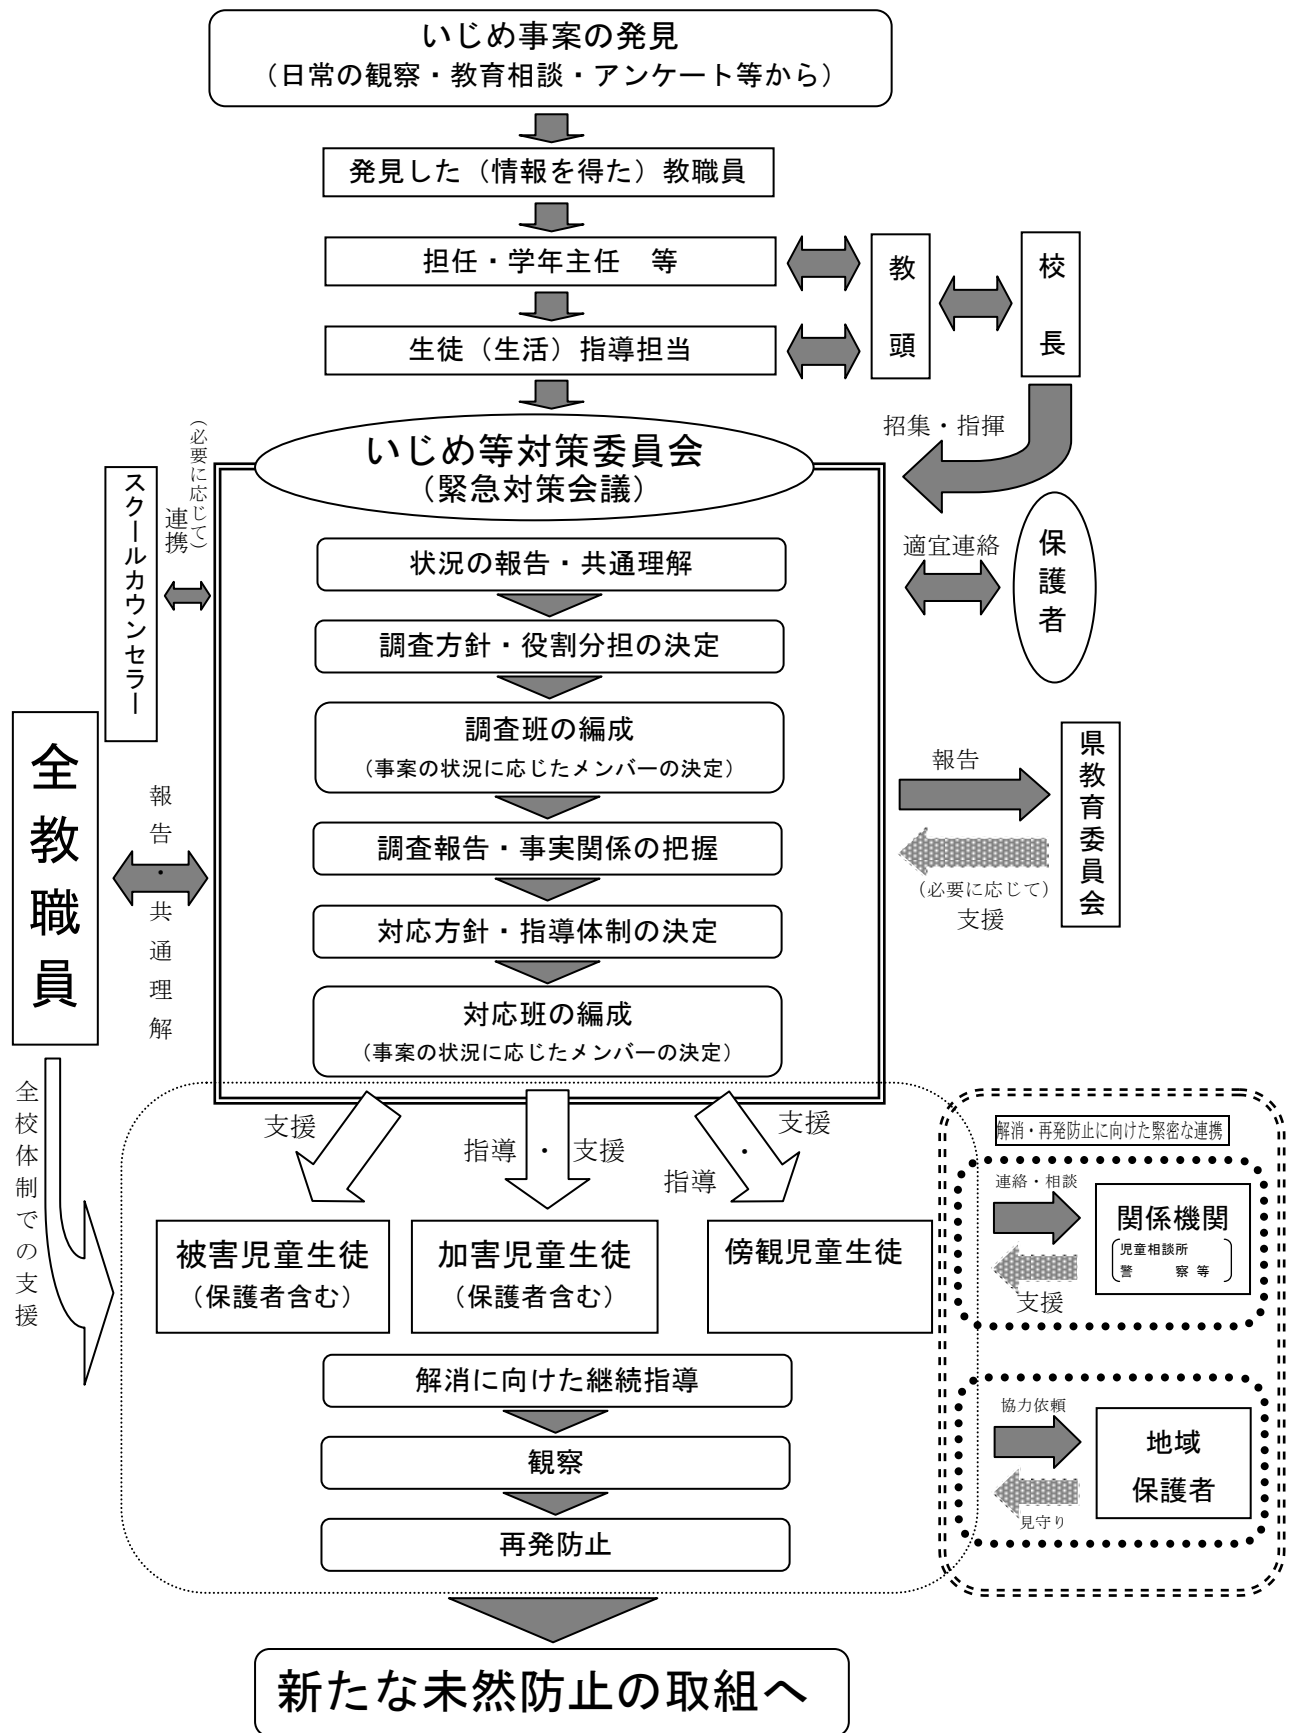 いじめ事案の発見
（日常の観察・教育相談・アンケート等から）
発見した（情報を得た）教職員
担任・学年主任　等
教頭
校長
生徒（生活）指導担当
招集・指揮
いじめ等対策委員会
（緊急対策会議）
（必要に応じて）
連携
スクールカウンセラー
状況の報告・共通理解
適宜連絡
保護者
調査方針・役割分担の決定
調査班の編成
（事案の状況に応じたメンバーの決定）
報告
県教育委員会
（必要に応じて）
支援
全教職員
報告・共通理解
調査報告・事実関係の把握
対応方針・指導体制の決定
対応班の編成
（事案の状況に応じたメンバーの決定）
全校体制での支援
支援
指導・支援
支援
・
指導
被害児童生徒
（保護者含む）
加害児童生徒
（保護者含む）
傍観児童生徒
解消・再発防止に向けた緊密な連携
連絡・相談
関係機関
児童相談所
警　察等
支援
解消に向けた継続指導
協力依頼
地域
保護者
見守り
観察
再発防止
新たな未然防止の取組へ